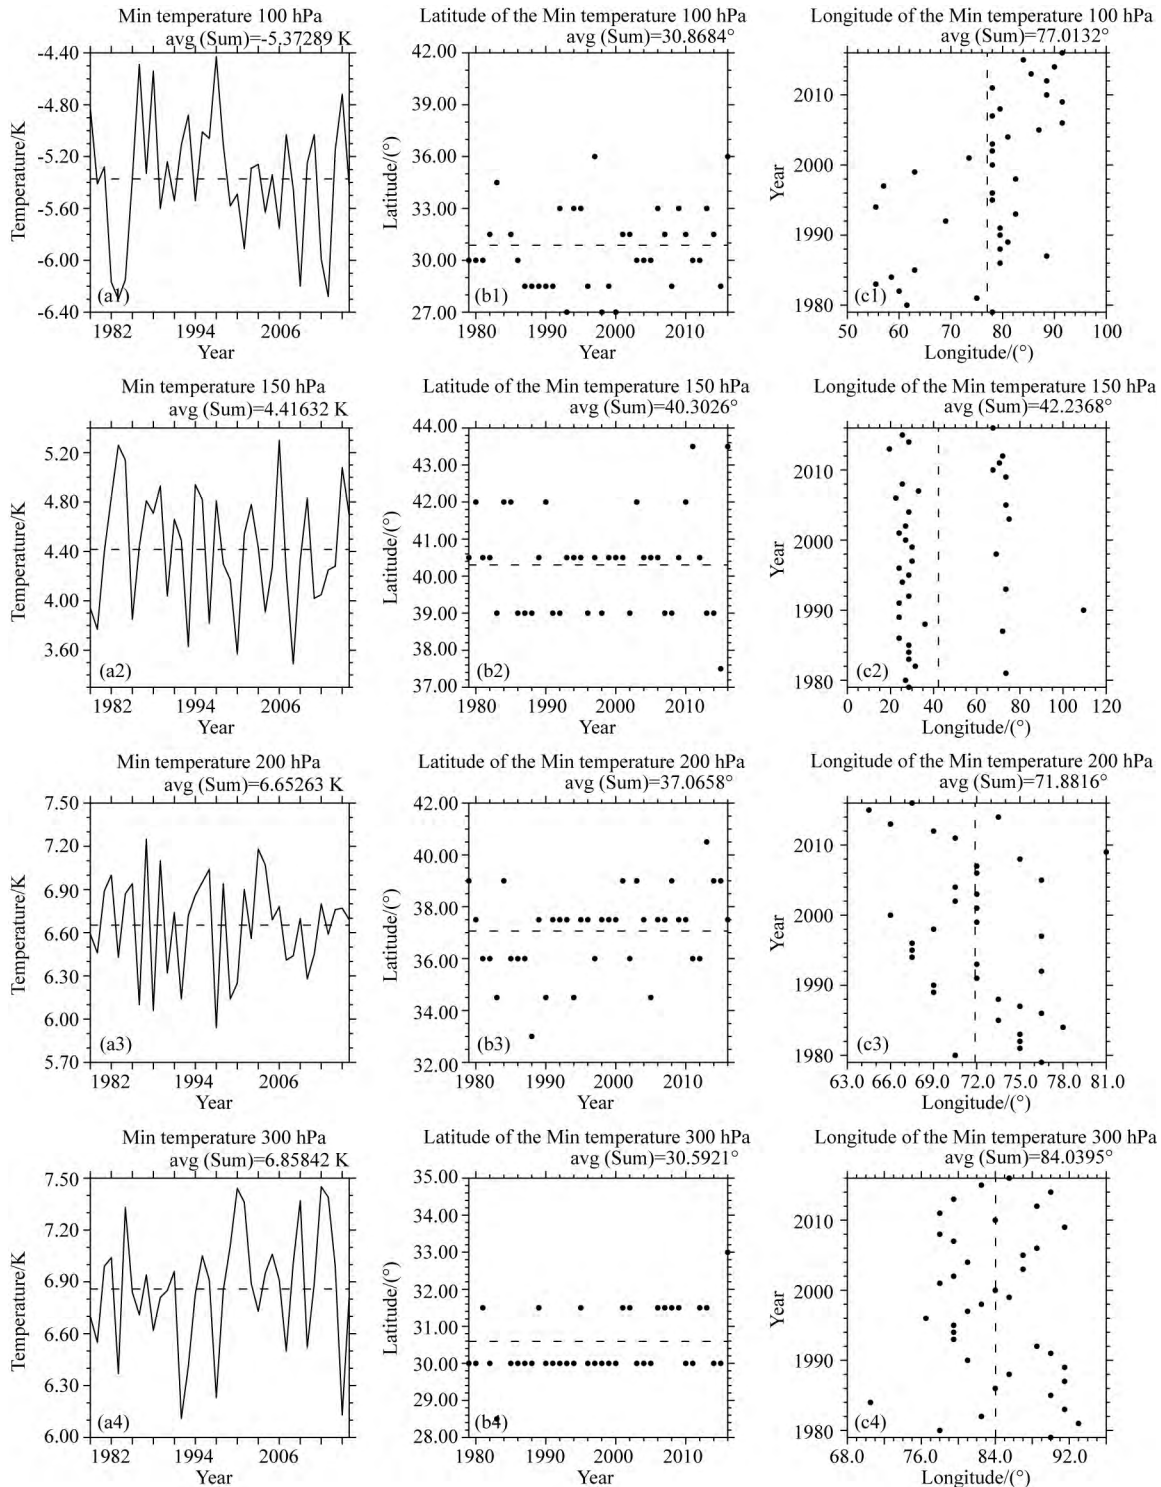 Min temperature 100 hPa
avg (Sum)=-5.37289 K
-4.40
-4.80
-5.20
-5.60
-6.00
-6.40
Temperature/K
(a1)
1982 1994 2006
Year
Latitude of the Min temperature 100 hPa
avg (Sum)=30.8684°
42.00
39.00
36.00
33.00
30.00
27.00
Latitude/(°)
(b1)
1980 1990 2000 2010
Year
Longitude of the Min temperature 100 hPa
avg (Sum)=77.0132°
2010
2000
1990
1980
Year
(c1)
50 60 70 80 90 100
Longitude/(°)
Min temperature 150 hPa
avg (Sum)=4.41632 K
5.20
4.80
4.40
4.00
3.60
Temperature/K
(a2)
1982 1994 2006
Year
Latitude of the Min temperature 150 hPa
avg (Sum)=40.3026°
44.00
43.00
42.00
41.00
40.00
39.00
38.00
37.00
Latitude/(°)
(b2)
1980 1990 2000 2010
Year
Longitude of the Min temperature 150 hPa
avg (Sum)=42.2368°
2010
2000
1990
1980
Year
(c2)
0 20 40 60 80 100 120
Longitude/(°)
Min temperature 200 hPa
avg (Sum)=6.65263 K
7.50
7.20
6.90
6.60
6.30
6.00
5.70
Temperature/K
(a3)
1982 1994 2006
Year
Latitude of the Min temperature 200 hPa
avg (Sum)=37.0658°
42.00
40.00
38.00
36.00
34.00
32.00
Latitude/(°)
(b3)
1980 1990 2000 2010
Year
Longitude of the Min temperature 200 hPa
avg (Sum)=71.8816°
2010
2000
1990
1980
Year
(c3)
63.0 66.0 69.0 72.0 75.0 78.0 81.0
Longitude/(°)
Min temperature 300 hPa
avg (Sum)=6.85842 K
7.50
7.20
6.90
6.60
6.30
6.00
Temperature/K
(a4)
1982 1994 2006
Year
Latitude of the Min temperature 300 hPa
avg (Sum)=30.5921°
35.00
34.00
33.00
32.00
31.00
30.00
29.00
28.00
Latitude/(°)
(b4)
1980 1990 2000 2010
Year
Longitude of the Min temperature 300 hPa
avg (Sum)=84.0395°
2010
2000
1990
1980
Year
(c4)
68.0 76.0 84.0 92.0
Longitude/(°)